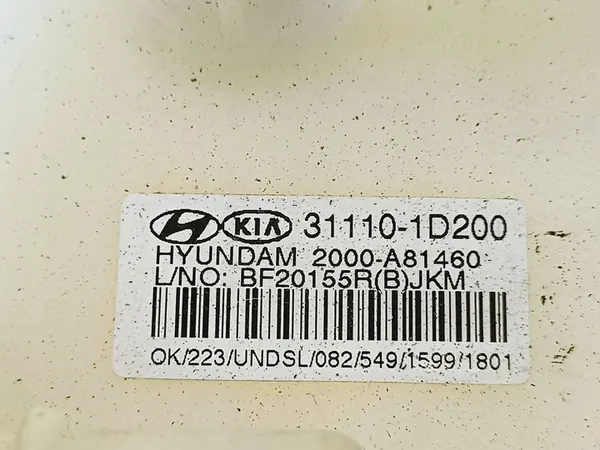 KIA 31110-1D200
HYUNDAM 2000-A81460
L/NO: BF20155R(B)JKM
OK/223/UNDSL/082/549/1599/1801